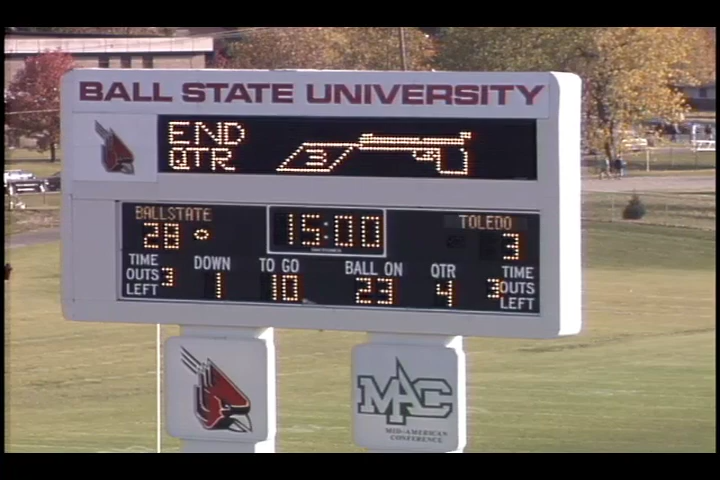 BALL STATE UNIVERSITY
END
QTR 3
BALLSTATE 15:00 TOLEDO
28 3
TIME OUTS LEFT 3 DOWN 1 TO GO 10 BALL ON 23 QTR 4 3 TIME OUTS LEFT
MAC
MID-AMERICAN
CONFERENCE